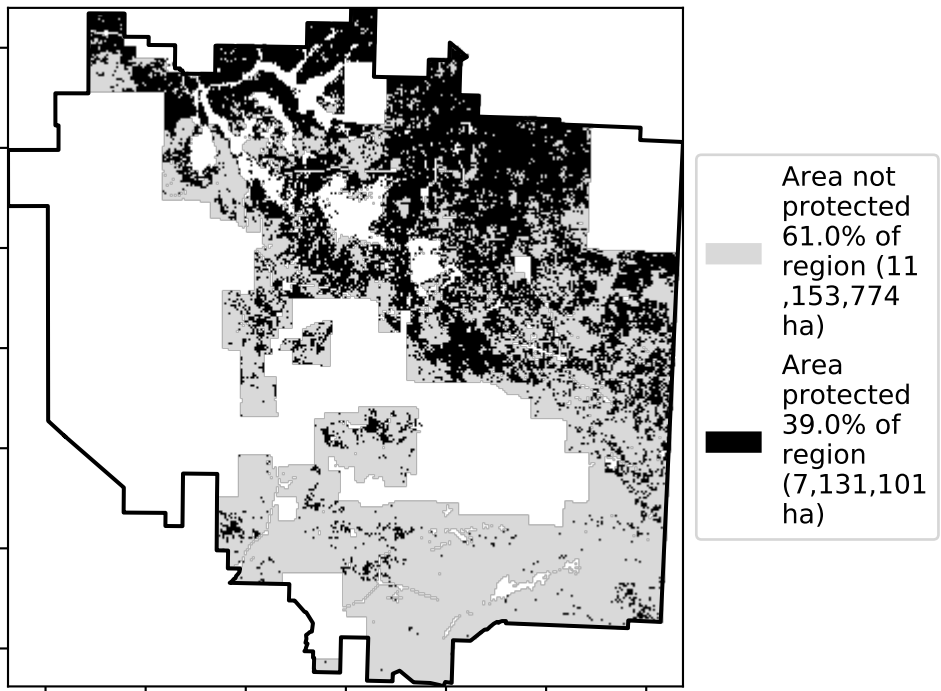 Area not
protected
61.0% of
region (11
,153,774
ha)
Area
protected
39.0% of
region
(7,131,101
ha)